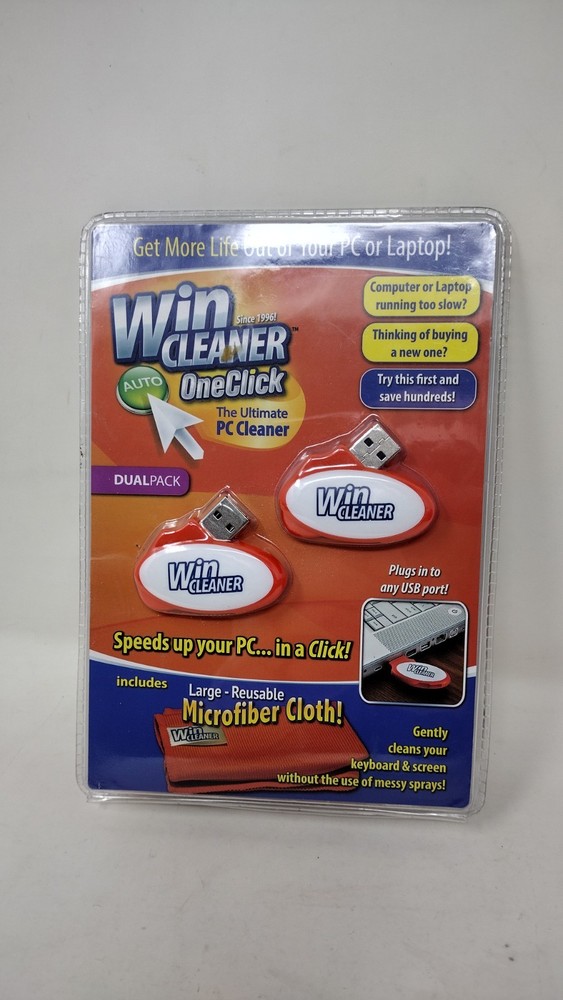 Get More Life Out of Your PC or Laptop!
Win
Since 1996!
CLEANER™
AUTO
OneClick
The Ultimate
PC Cleaner
Computer or Laptop
running too slow?
Thinking of buying
a new one?
Try this first and
save hundreds!
DUALPACK
Win
CLEANER
Win
CLEANER
Plugs in to
any USB port!
Win
CLEANER
Speeds up your PC... in a Click!
includes
Large - Reusable
Microfiber Cloth!
Win
CLEANER
Gently
cleans your
keyboard & screen
without the use of messy sprays!